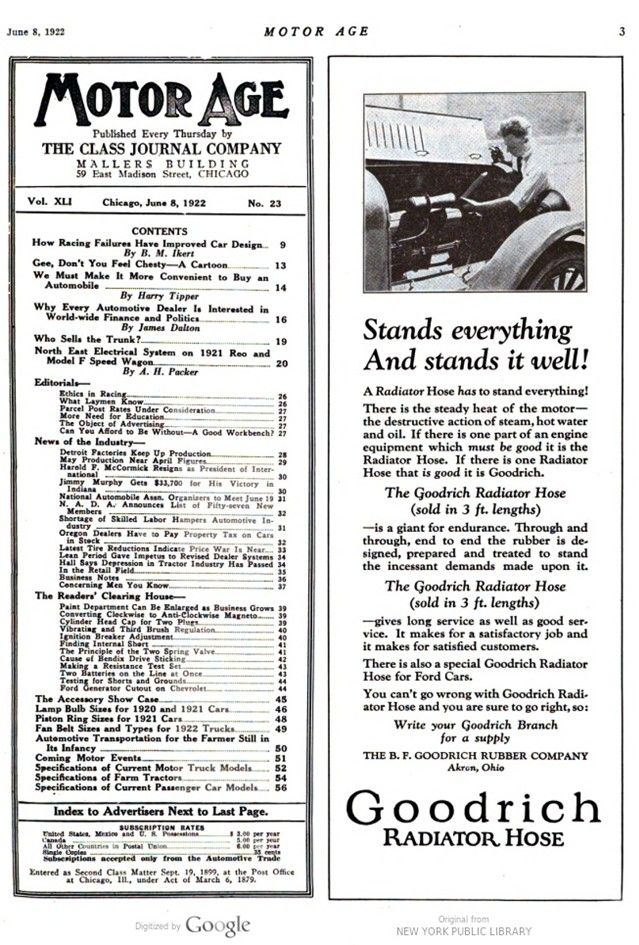 June 8, 1922
MOTOR AGE
3
MOTOR AGE
Published Every Thursday by
THE CLASS JOURNAL COMPANY
MALLERS BUILDING
59 East Madison Street, CHICAGO
Vol. XLI Chicago, June 8, 1922 No. 23
CONTENTS
How Racing Failures Have Improved Car Design... 9
By B. M. Ikert
Gee, Don't You Feel Chesty—A Cartoon............ 13
We Must Make It More Convenient to Buy an
Automobile ............ 14
By Harry Tipper
Why Every Automotive Dealer Is Interested in
World-wide Finance and Politics............ 16
By James Dalton
Who Sells the Trunk?............ 19
North East Electrical System on 1921 Reo and
Model F Speed Wagon............ 20
By A. H. Packer
Editorials—
Ethics in Racing............ 26
What Laymen Know............ 26
Parcel Post Rates Under Consideration............ 27
More Need for Education............ 27
The Object of Advertising............ 27
Can You Afford to Be Without—A Good Workbench? 27
News of the Industry—
Detroit Factories Keep Up Production............ 28
May Production Near April Figures............ 29
Harold F. McCormick Resigns as President of Inter-
national ............ 30
Jimmy Murphy Gets $33,700 for His Victory in
Indiana ............ 30
National Automobile Assn. Organizers to Meet June 19 31
N. A. D. A. Announces List of Fifty-seven New
Members ............ 32
Shortage of Skilled Labor Hampers Automotive In-
dustry ............ 31
Oregon Dealers Have to Pay Property Tax on Cars
in Stock ............ 32
Latest Tire Reductions Indicate Price War Is Near.... 33
Lean Period Gave Impetus to Revised Dealer Systems 34
Hall Says Depression in Tractor Industry Has Passed 34
In the Retail Field............ 35
Business Notes ............ 36
Concerning Men You Know............ 37
The Readers' Clearing House—
Paint Department Can Be Enlarged as Business Grows 39
Converting Clockwise to Anti-Clockwise Magneto...... 39
Cylinder Head Cap for Two Plugs............ 39
Vibrating and Third Brush Regulation............ 40
Ignition Breaker Adjustment............ 40
Finding Internal Short............ 41
The Principle of the Two Spring Valve............ 41
Cause of Bendix Drive Sticking............ 42
Making a Resistance Test Set............ 43
Two Batteries on the Line at Once............ 43
Testing for Shorts and Grounds............ 44
Ford Generator Cutout on Chevrolet............ 44
The Accessory Show Case............ 45
Lamp Bulb Sizes for 1920 and 1921 Cars............ 46
Piston Ring Sizes for 1921 Cars............ 48
Fan Belt Sizes and Types for 1922 Trucks............ 49
Automotive Transportation for the Farmer Still in
Its Infancy ............ 50
Coming Motor Events............ 51
Specifications of Current Motor Truck Models.... 52
Specifications of Farm Tractors............ 54
Specifications of Current Passenger Car Models.... 56
Index to Advertisers Next to Last Page.
SUBSCRIPTION RATES
United States, Mexico and U. S. Possessions............ $ 3.00 per year
Canada ............ 5.00 per year
All Other Countries in Postal Union............ 6.00 per year
Single Copies............ 35 cents
Subscriptions accepted only from the Automotive Trade
Entered as Second Class Matter Sept. 19, 1899, at the Post Office
at Chicago, Ill., under Act of March 6, 1879.
Stands everything
And stands it well!
A Radiator Hose has to stand everything!
There is the steady heat of the motor—
the destructive action of steam, hot water
and oil. If there is one part of an engine
equipment which must be good it is the
Radiator Hose. If there is one Radiator
Hose that is good it is Goodrich.
The Goodrich Radiator Hose
(sold in 3 ft. lengths)
—is a giant for endurance. Through and
through, end to end the rubber is de-
signed, prepared and treated to stand
the incessant demands made upon it.
The Goodrich Radiator Hose
(sold in 3 ft. lengths)
—gives long service as well as good ser-
vice. It makes for a satisfactory job and
it makes for satisfied customers.
There is also a special Goodrich Radiator
Hose for Ford Cars.
You can't go wrong with Goodrich Radi-
ator Hose and you are sure to go right, so:
Write your Goodrich Branch
for a supply
THE B. F. GOODRICH RUBBER COMPANY
Akron, Ohio
Goodrich
RADIATOR HOSE
Digitized by Google
Original from
NEW YORK PUBLIC LIBRARY